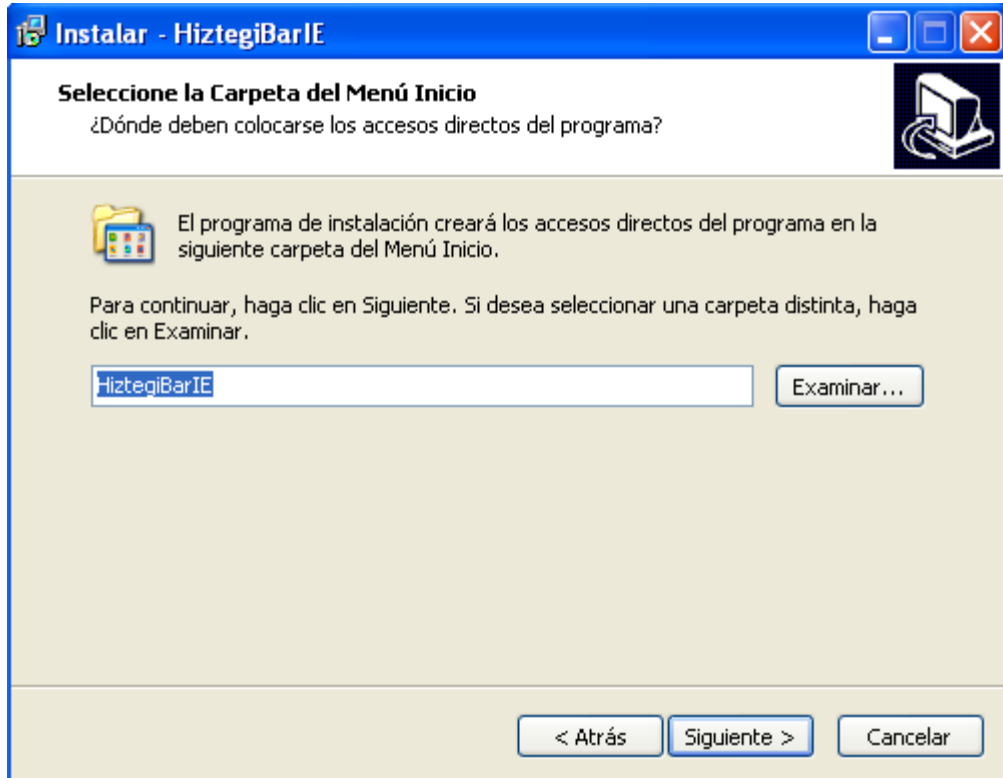 Instalar - HiztegiBarIE
Seleccione la Carpeta del Menú Inicio
¿Dónde deben colocarse los accesos directos del programa?
El programa de instalación creará los accesos directos del programa en la
siguiente carpeta del Menú Inicio.
Para continuar, haga clic en Siguiente. Si desea seleccionar una carpeta distinta, haga
clic en Examinar.
HiztegiBarIE
Examinar...
< Atrás
Siguiente >
Cancelar